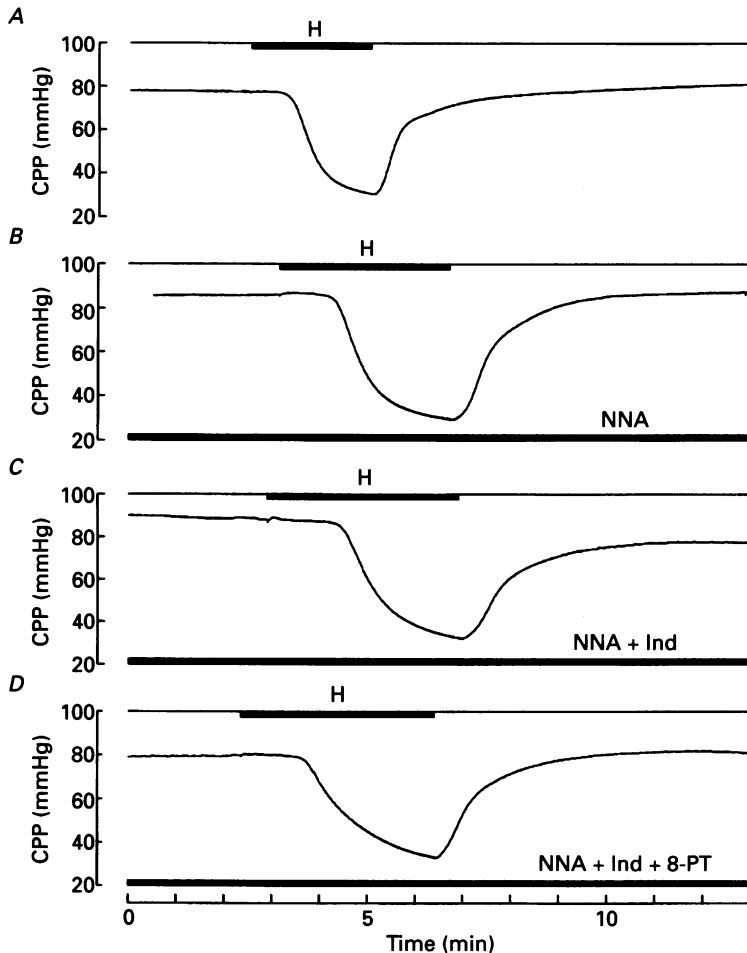 A
H
CPP (mmHg)
100
80
60
40
20
B
H
CPP (mmHg)
100
80
60
40
20
NNA
C
H
CPP (mmHg)
100
80
60
40
20
NNA + Ind
D
H
CPP (mmHg)
100
80
60
40
20
NNA + Ind + 8-PT
0 5 10
Time (min)